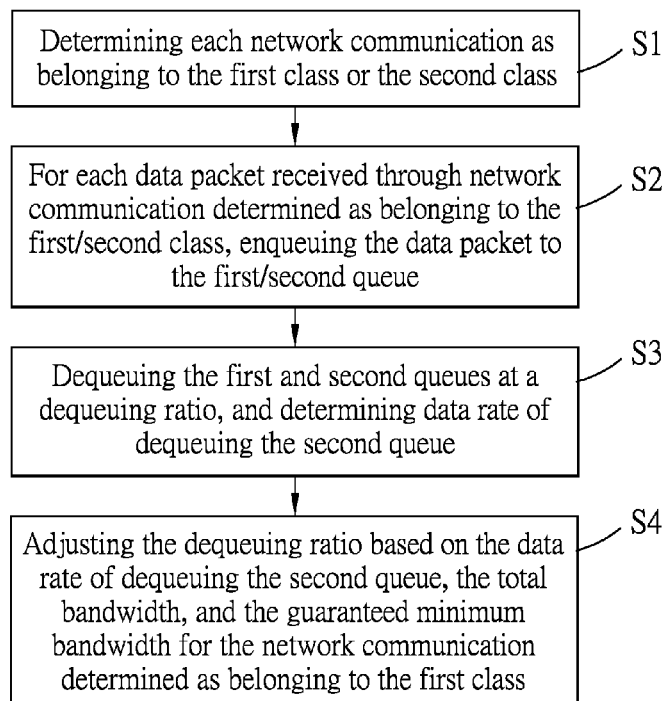 Determining each network communication as
belonging to the first class or the second class
S1
For each data packet received through network
communication determined as belonging to the
first/second class, enqueuing the data packet to
the first/second queue
S2
Dequeuing the first and second queues at a
dequeuing ratio, and determining data rate of
dequeuing the second queue
S3
Adjusting the dequeuing ratio based on the data
rate of dequeuing the second queue, the total
bandwidth, and the guaranteed minimum
bandwidth for the network communication
determined as belonging to the first class
S4